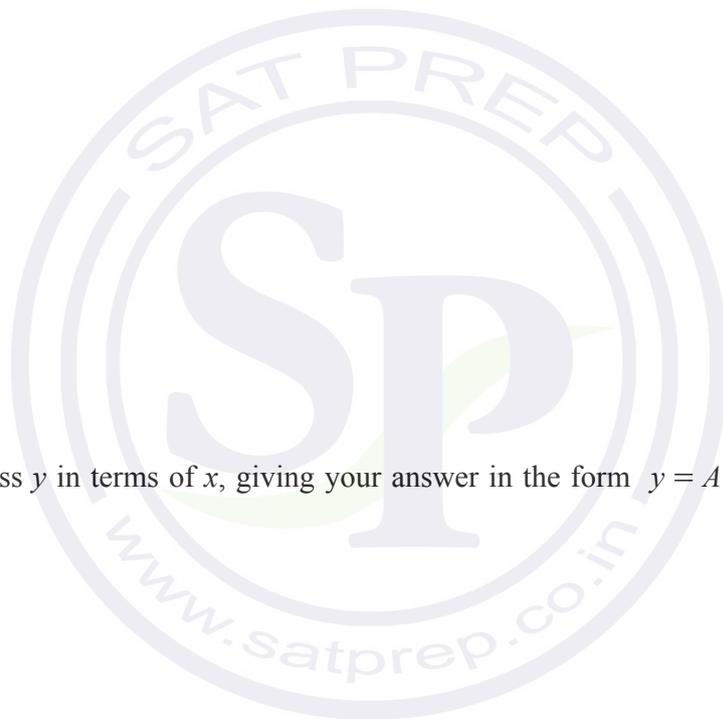 SAT PREP
SP
ss y in terms of x, giving your answer in the form y = A
www.satprep.co.in